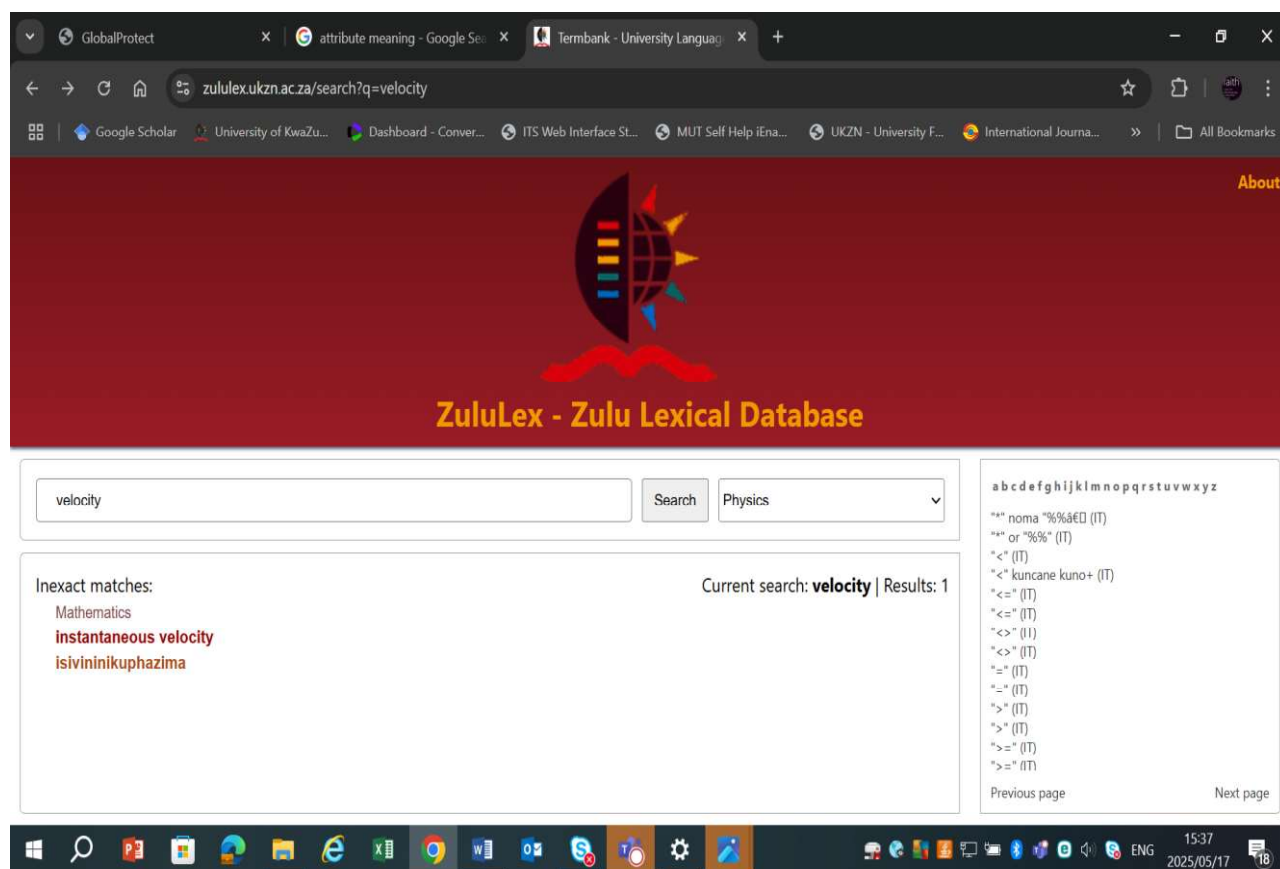 GlobalProtect
attribute meaning - Google Sea
Termbank - University Languag
zululex.ukzn.ac.za/search?q=velocity
Google Scholar
University of KwaZu...
Dashboard - Conver...
ITS Web Interface St...
MUT Self Help iEna...
UKZN - University F...
International Journa...
»
All Bookmarks
About
ZuluLex - Zulu Lexical Database
velocity
Search
Physics
Inexact matches:
Current search: velocity | Results: 1
Mathematics
instantaneous velocity
isivininikuphazima
a b c d e f g h i j k l m n o p q r s t u v w x y z
"*" noma "%%â€ (IT)
"*" or "%%" (IT)
"<" (IT)
"<" kuncane kuno+ (IT)
"<=" (IT)
"<=" (IT)
"<>" (IT)
"<>" (IT)
"=" (IT)
"=" (IT)
">" (IT)
">" (IT)
">=" (IT)
">=" (IT)
Previous page
Next page
ENG
15:37
2025/05/17
18